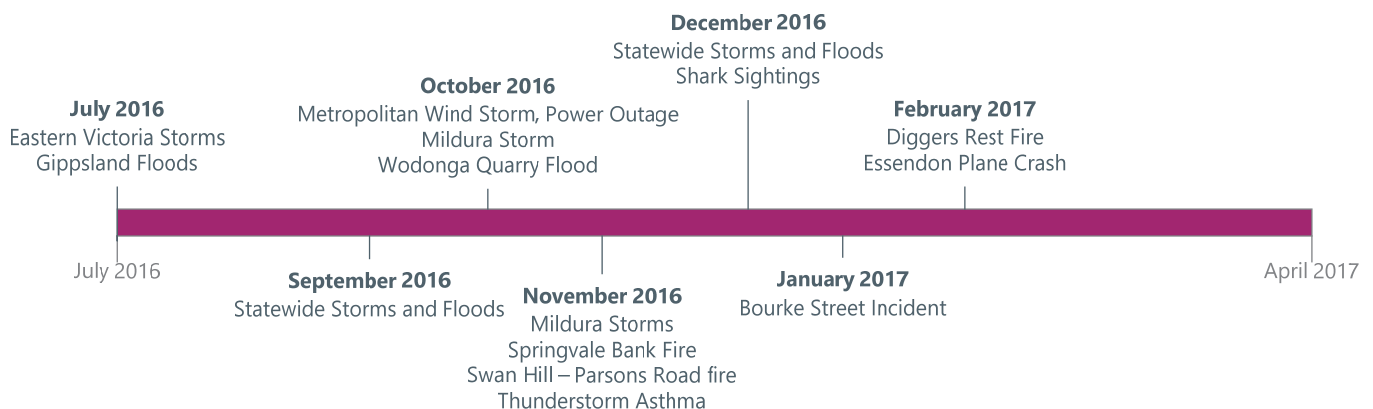 December 2016
Statewide Storms and Floods
Shark Sightings
October 2016
Metropolitan Wind Storm, Power Outage
Mildura Storm
Wodonga Quarry Flood
July 2016
Eastern Victoria Storms
Gippsland Floods
February 2017
Diggers Rest Fire
Essendon Plane Crash
July 2016
April 2017
September 2016
Statewide Storms and Floods
November 2016
Mildura Storms
Springvale Bank Fire
Swan Hill – Parsons Road fire
Thunderstorm Asthma
January 2017
Bourke Street Incident